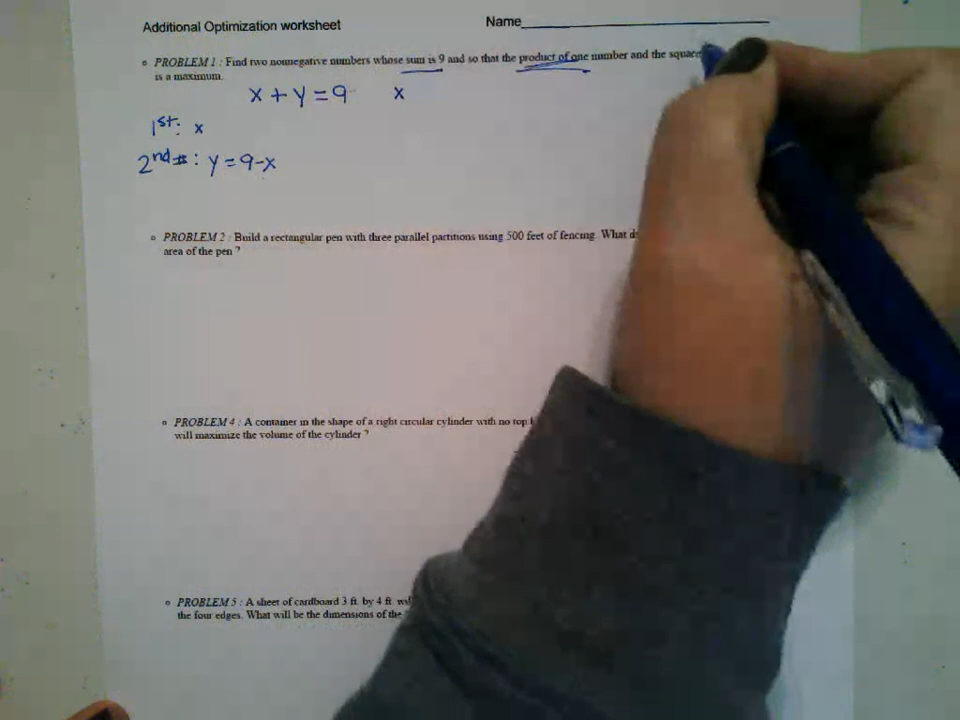 Additional Optimization worksheet Name
PROBLEM 1 : Find two nonnegative numbers whose sum is 9 and so that the product of one number and the square
is a maximum.
x + y = 9 x
1st: x
2nd #: y = 9-x
PROBLEM 2 : Build a rectangular pen with three parallel partitions using 500 feet of fencing. What
area of the pen ?
PROBLEM 4 : A container in the shape of a right circular cylinder with no top
will maximize the volume of the cylinder ?
PROBLEM 5 : A sheet of cardboard 3 ft. by 4 ft.
the four edges. What will be the dimensions of the